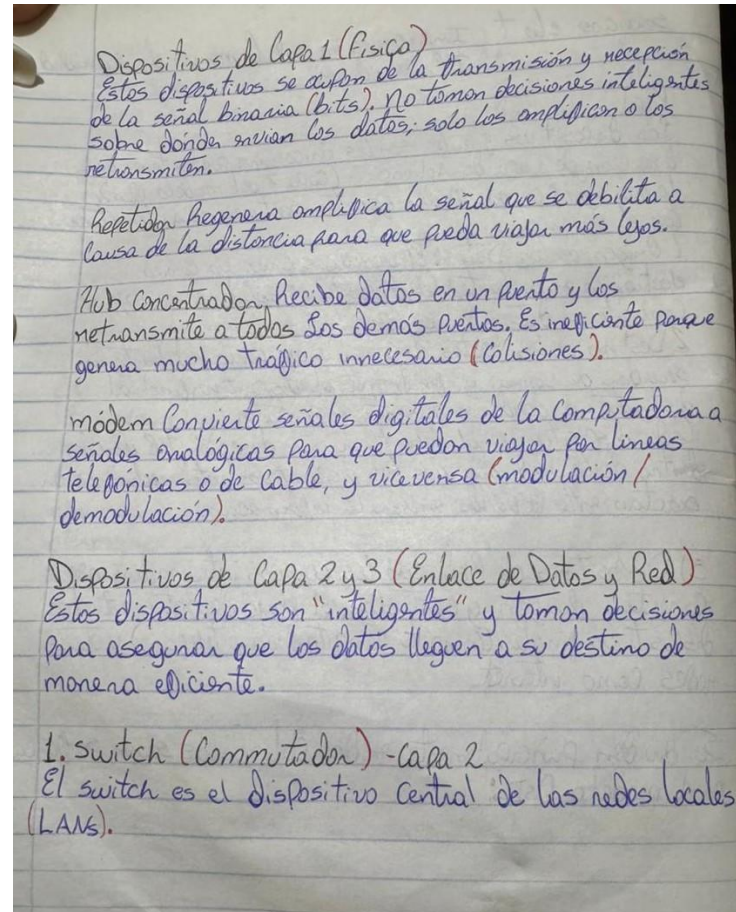 Dispositivos de Capa 1 (Física)
Estos dispositivos se ocupan de la transmisión y recepción
de la señal binaria (bits). no toman decisiones inteligentes
sobre dónde envian los datos; solo los amplifican o los
retransmiten.
Repetidor Regenera amplifica la señal que se debilita a
causa de la distancia para que pueda viajar más lejos.
Hub concentrador, Recibe datos en un puento y los
retransmite a todos Los demás puentos. Es ineficiente porque
genera mucho tráfico innecesario (Colisiones).
módem Convierte señales digitales de la Computadora a
señales analógicas para que puedan viajar por lineas
telefónicas o de cable, y viceversa (modulación /
demodulación).
Dispositivos de Capa 2 y 3 (Enlace de Datos y Red)
Estos dispositivos son "inteligentes" y toman decisiones
para asegurar que los datos lleguen a su destino de
manera eficiente.
1. switch (Commutador) - capa 2
El switch es el dispositivo central de las redes locales
(LANs).